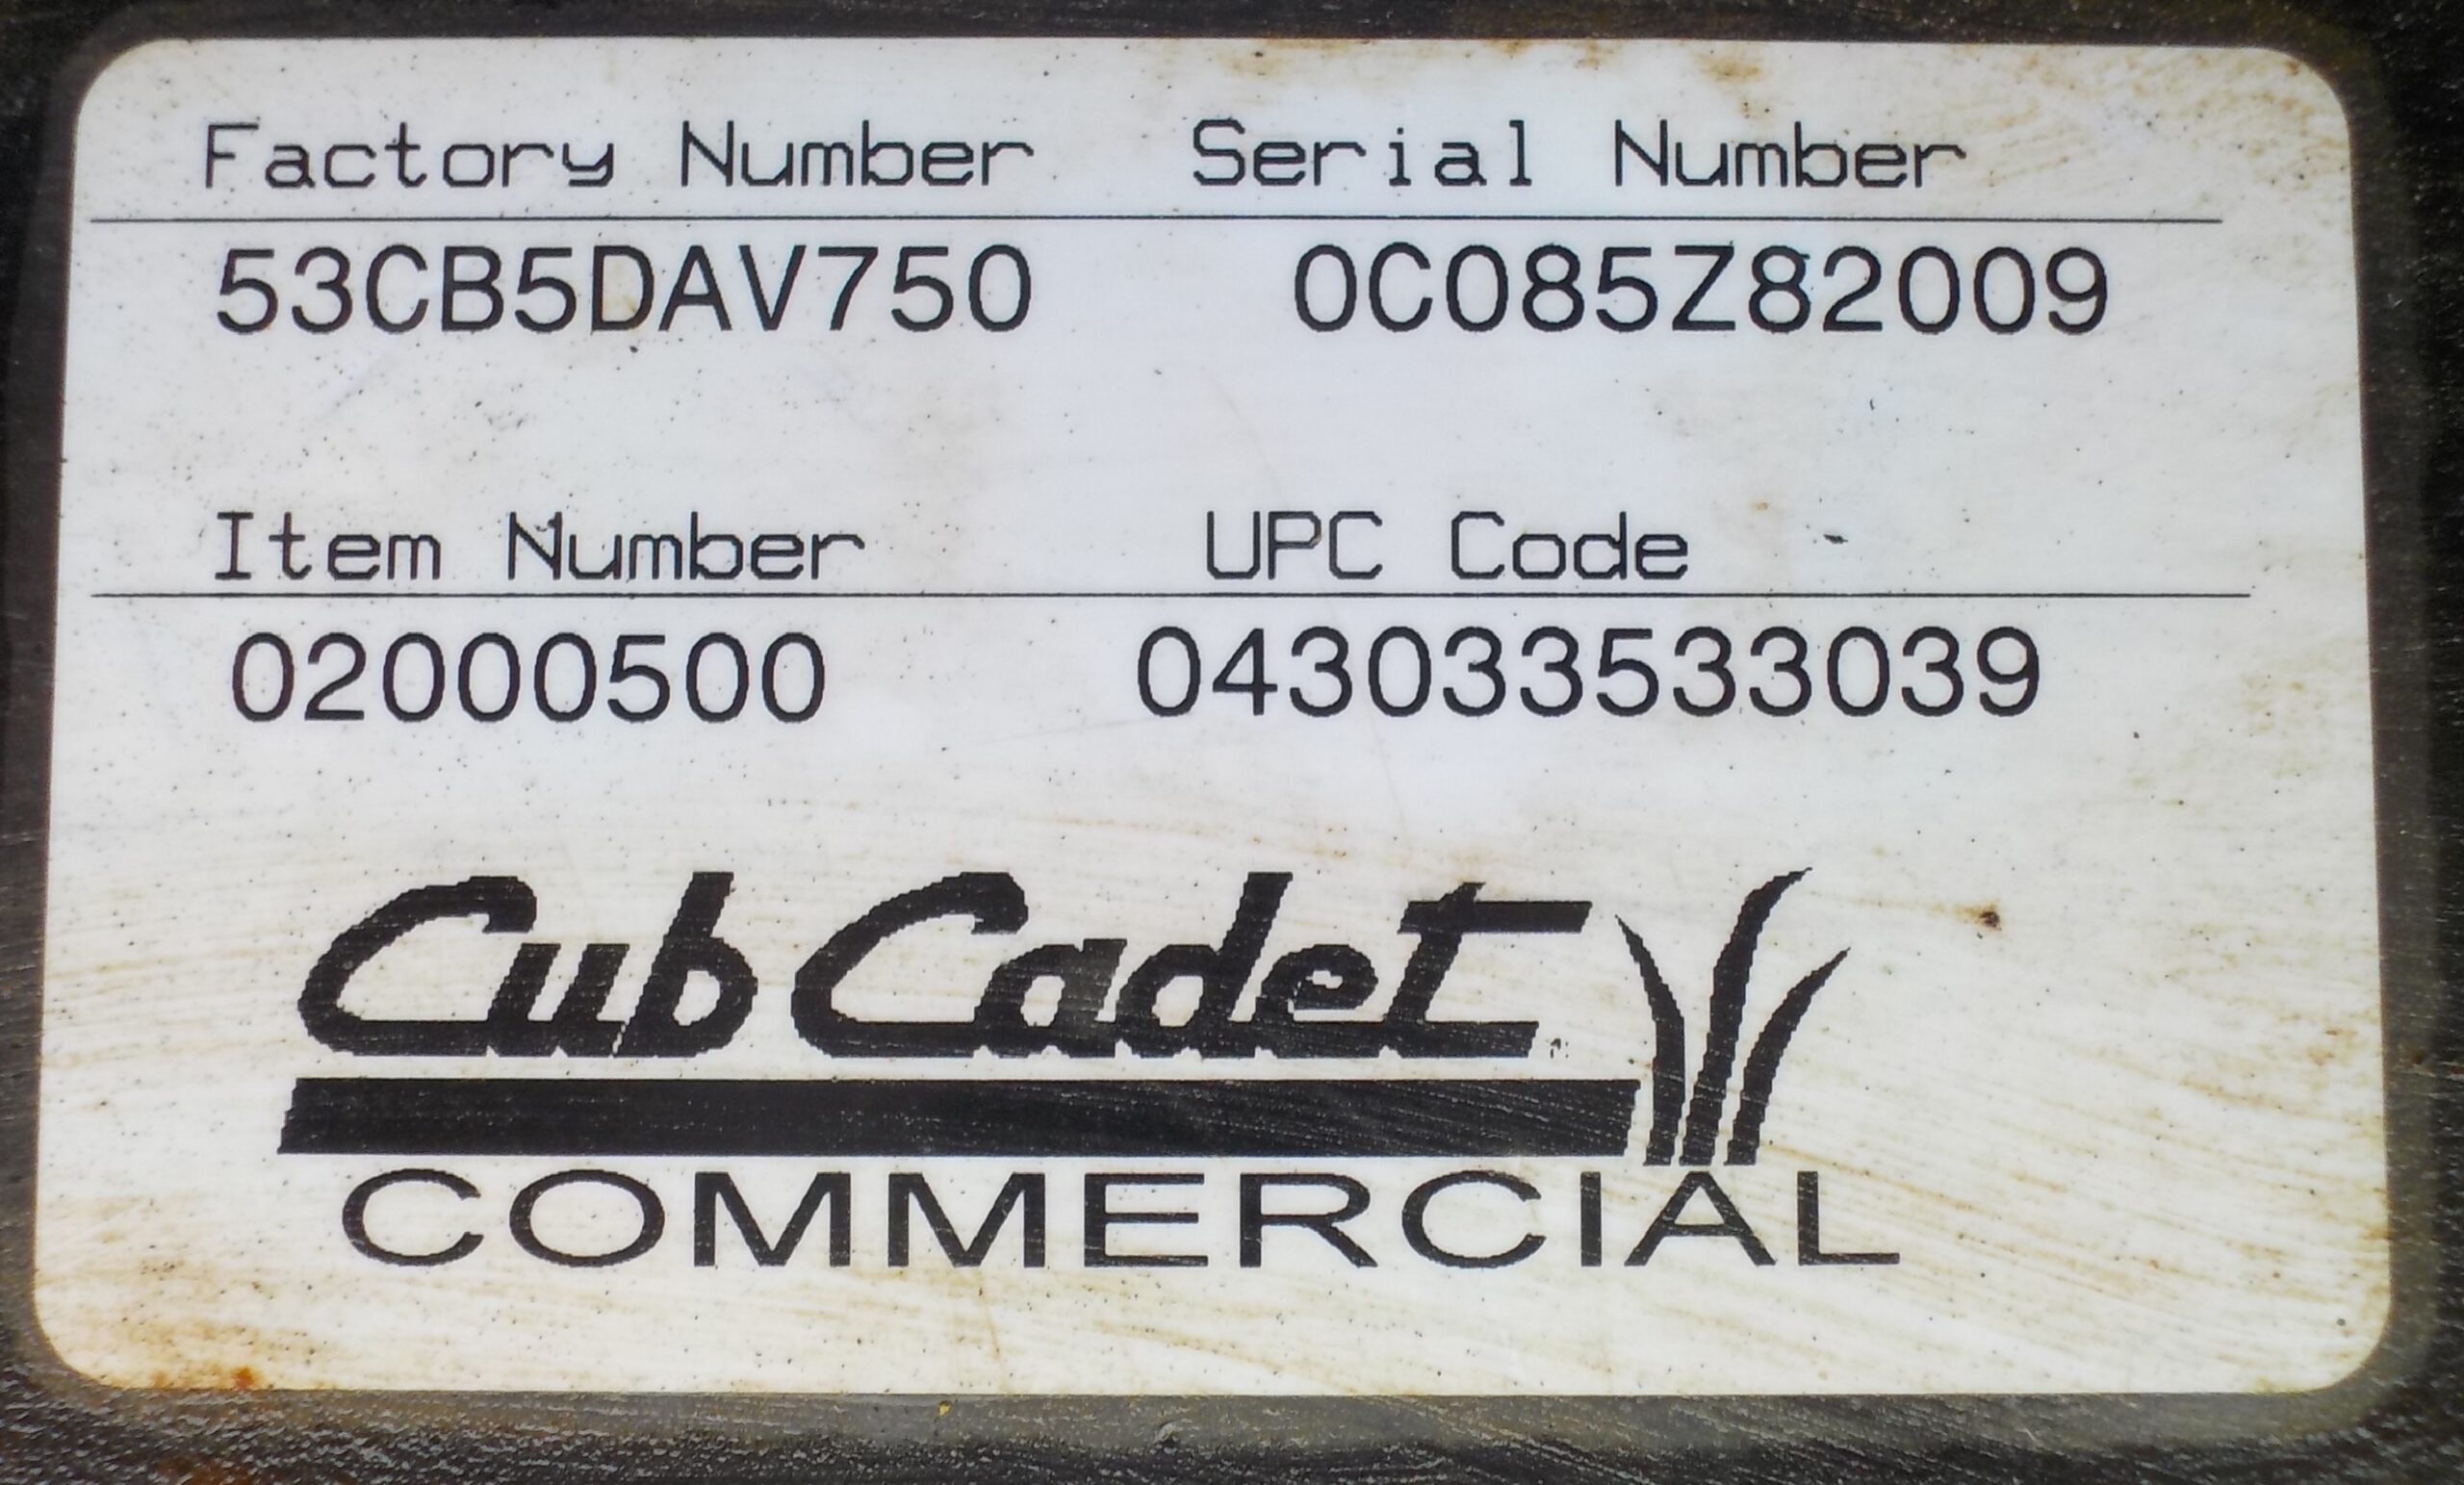 Factory Number Serial Number
53CB5DAV750 0C085Z82009
Item Number UPC Code
02000500 043033533039
Cub Cadet
COMMERCIAL